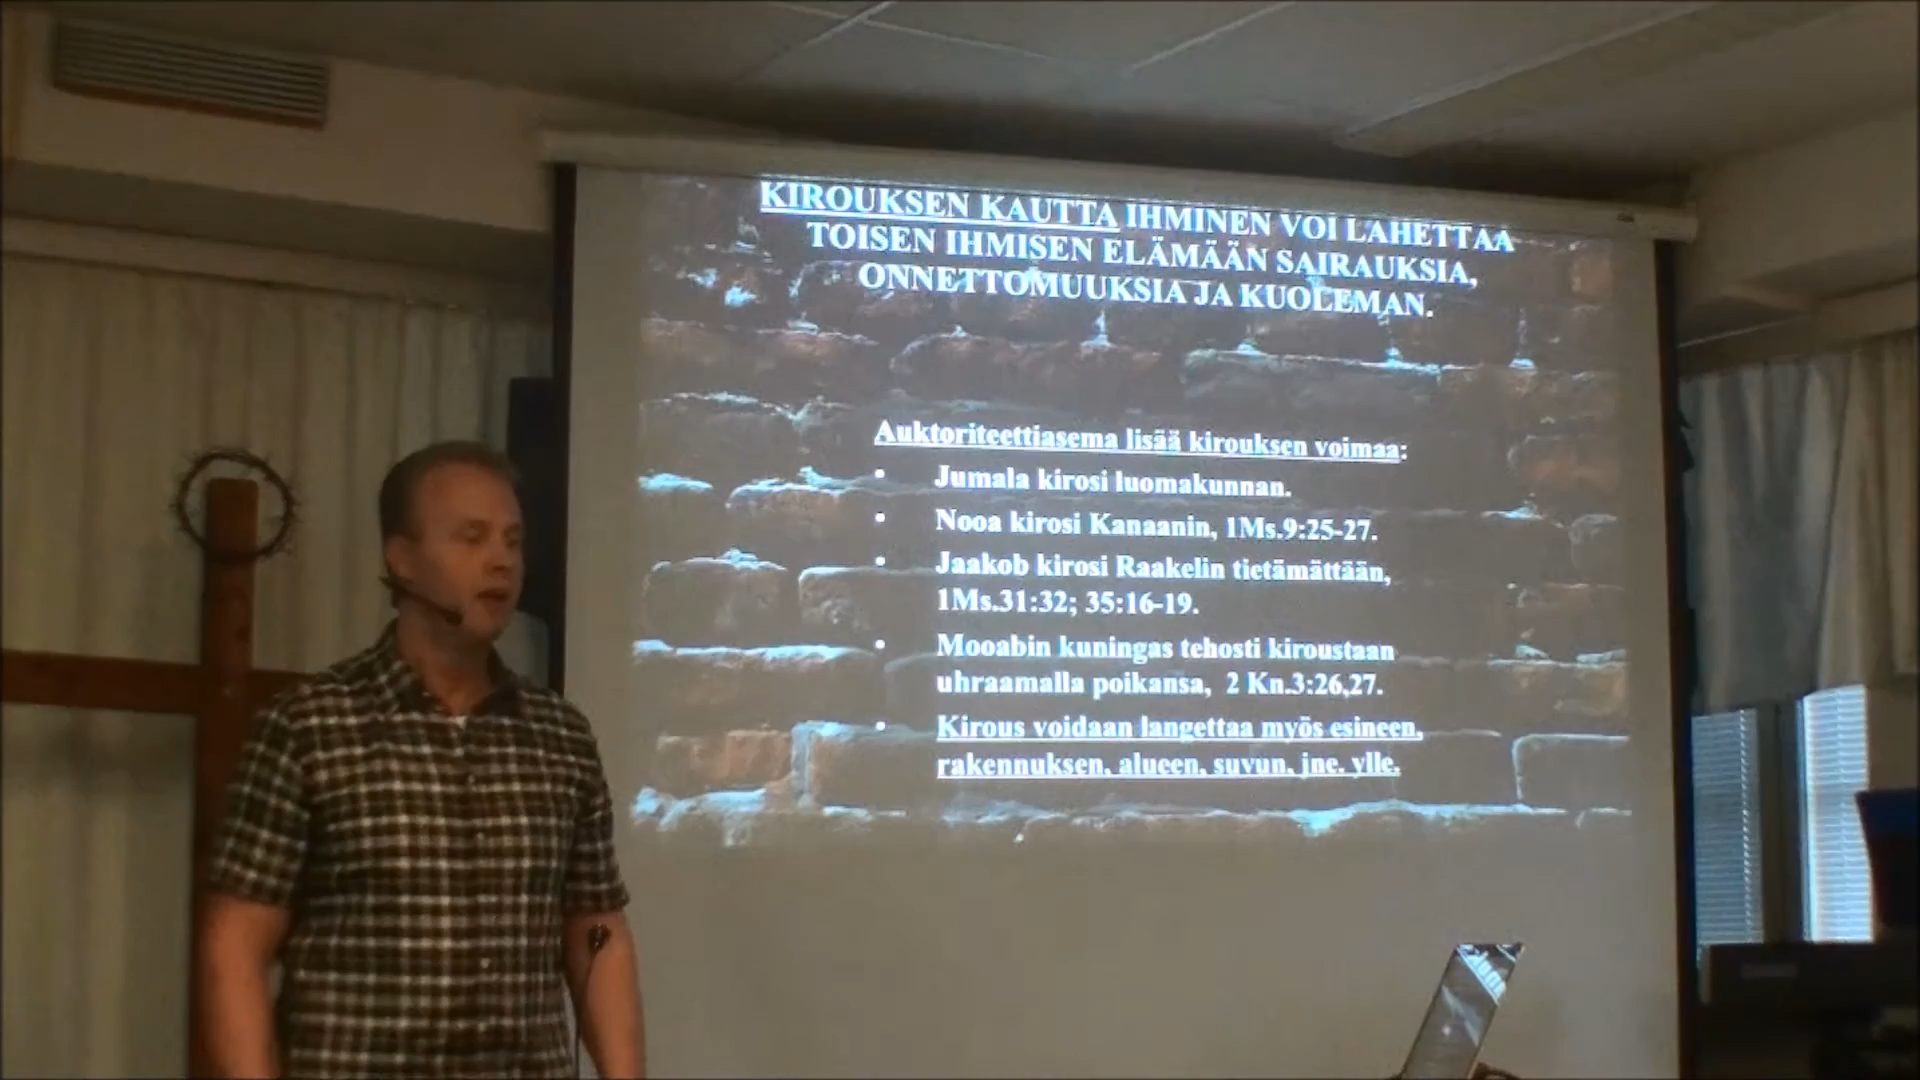 KIROUKSEN KAUTTA IHMINEN VOI LÄHETTÄÄ
TOISEN IHMISEN ELÄMÄÄN SAIRAUKSIA,
ONNETTOMUUKSIA JA KUOLEMAN.
Auktoriteettiasema lisää kirouksen voimaa:
• Jumala kirosi luomakunnan.
• Nooa kirosi Kanaanin, 1Ms.9:25-27.
• Jaakob kirosi Raakelin tietämättään,
1Ms.31:32; 35:16-19.
• Mooabin kuningas tehosti kiroustaan
uhraamalla poikansa, 2 Kn.3:26,27.
• Kirous voidaan langettaa myös esineen,
rakennuksen, alueen, suvun, jne. ylle.